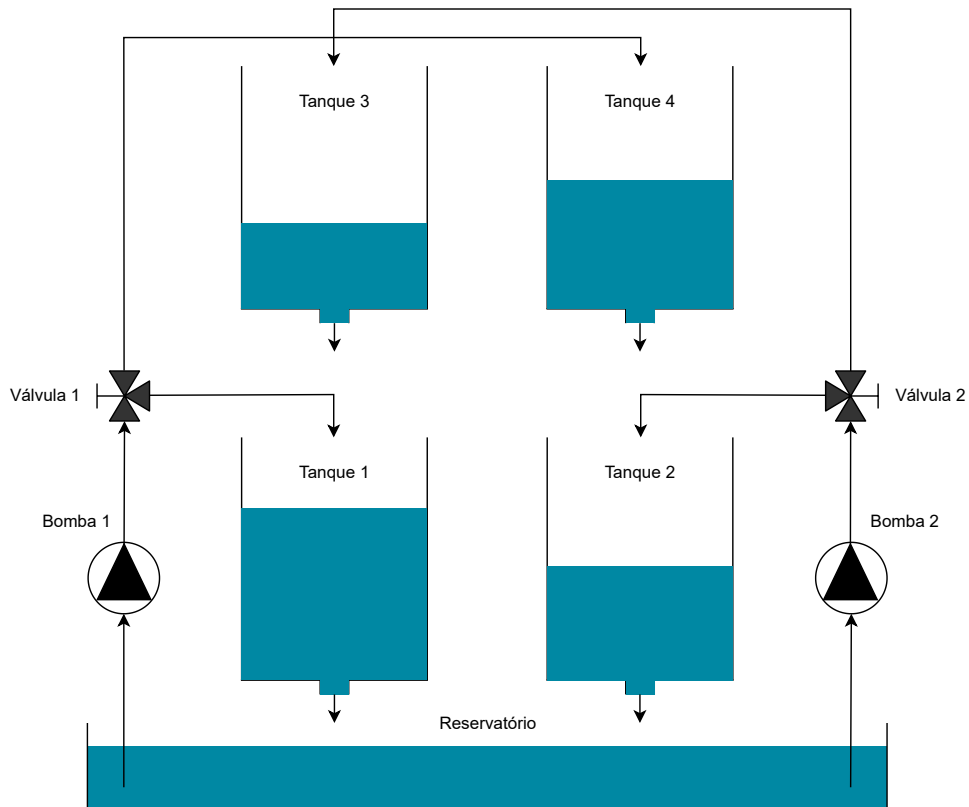 Tanque 3
Tanque 4
Válvula 1
Válvula 2
Tanque 1
Tanque 2
Bomba 1
Bomba 2
Reservatório